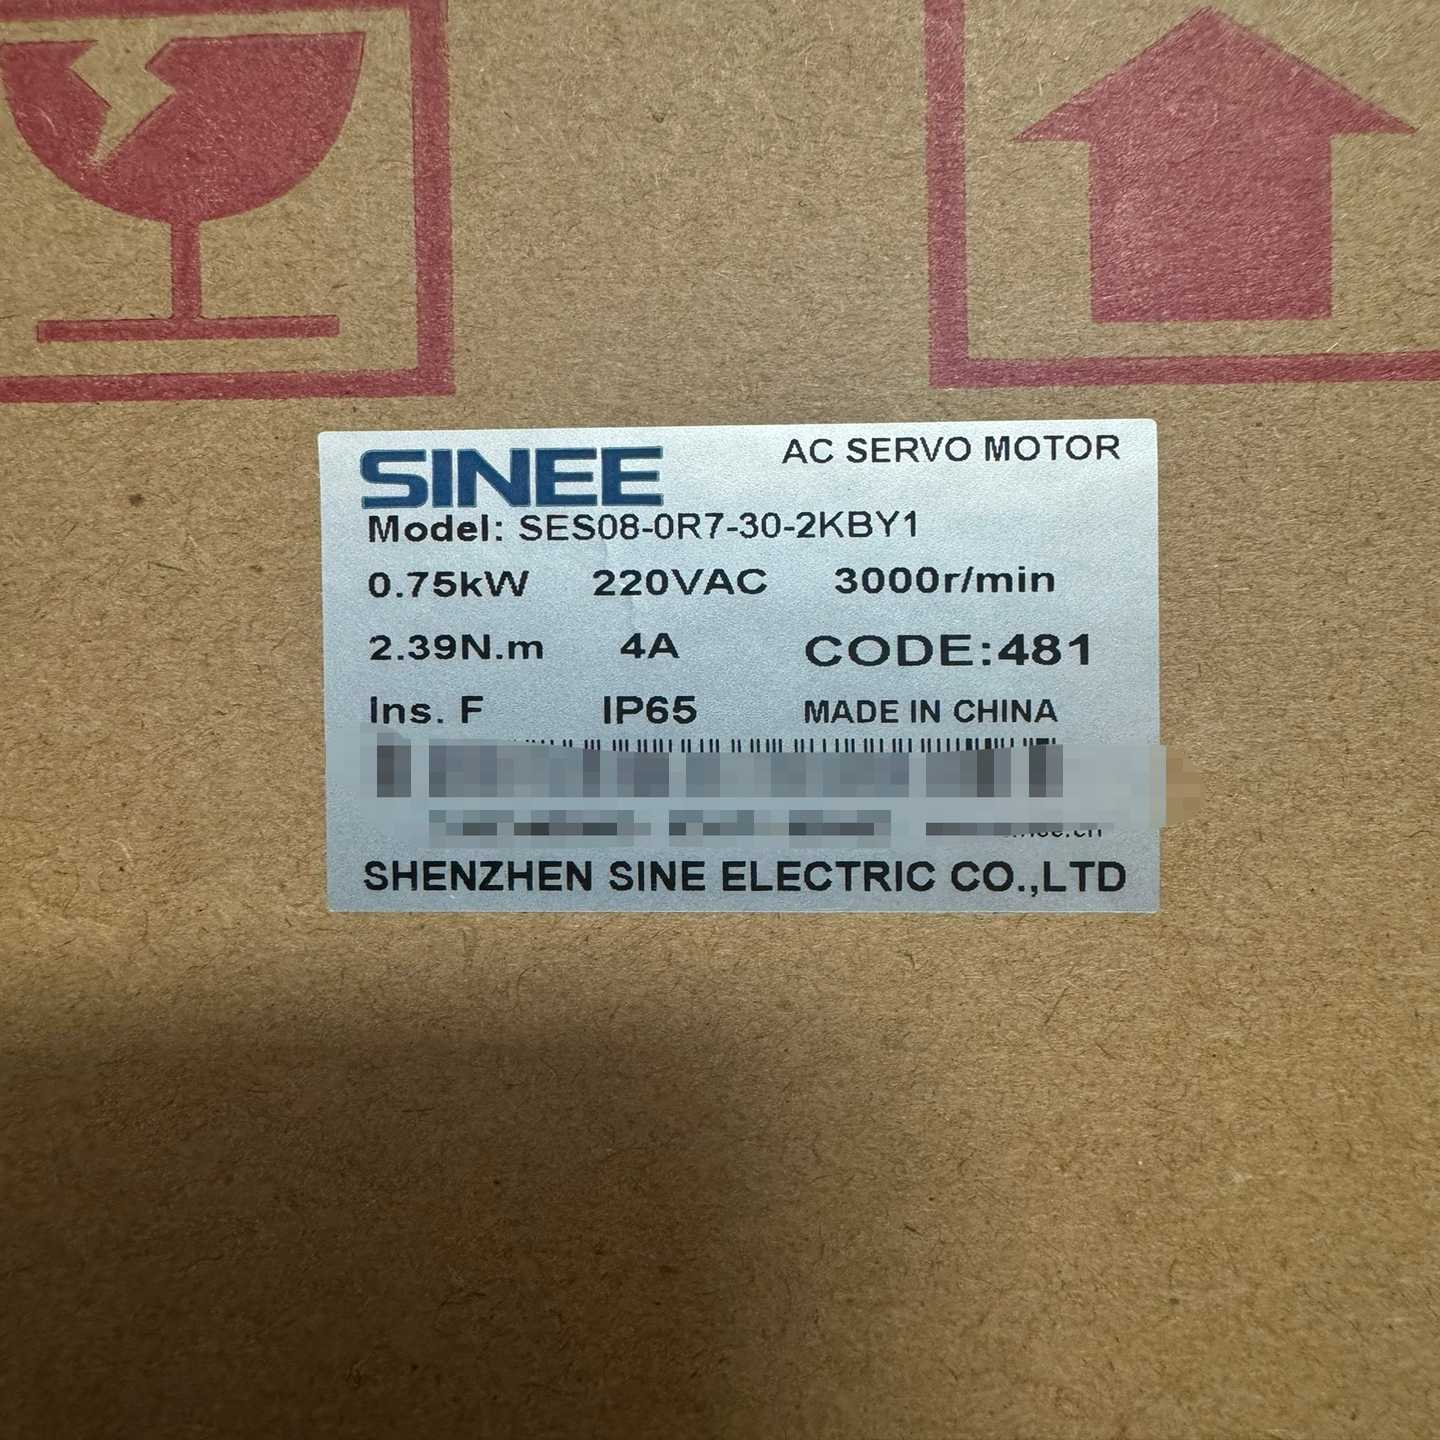 SINEE
AC SERVO MOTOR
Model: SES08-0R7-30-2KBY1
0.75kW 220VAC 3000r/min
2.39N.m 4A CODE:481
Ins. F IP65 MADE IN CHINA
SHENZHEN SINE ELECTRIC CO.,LTD